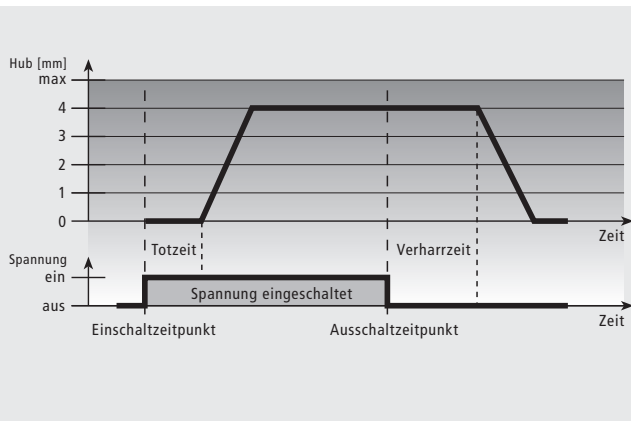 Hub [mm]
max
4
3
2
1
0
Zeit
Totzeit
Verharrzeit
Spannung
ein
Spannung eingeschaltet
aus
Zeit
Einschaltzeitpunkt
Ausschaltzeitpunkt